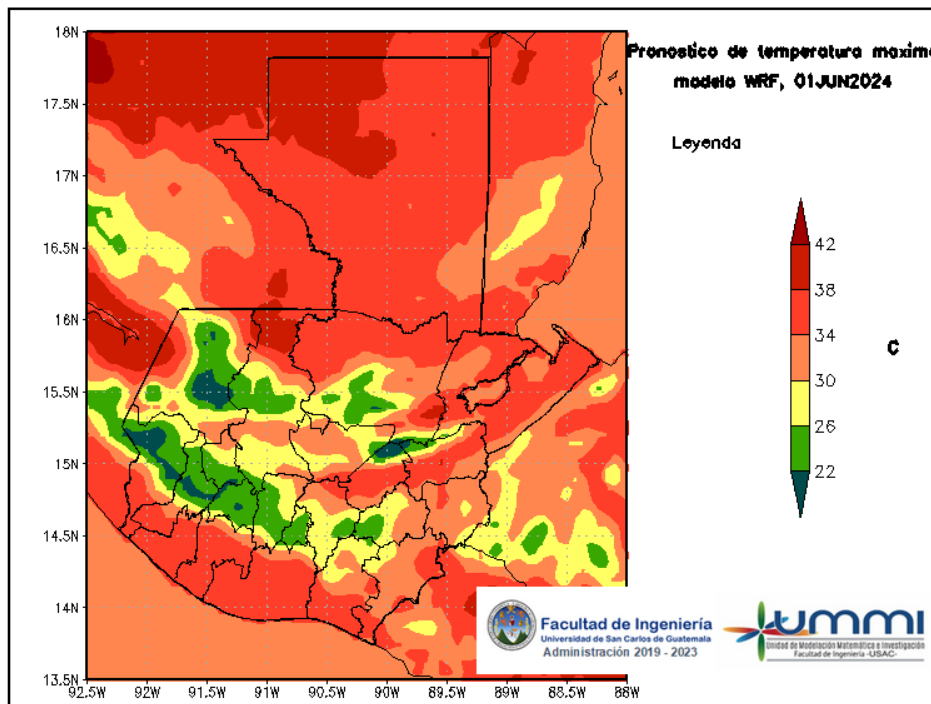 18N
17.5N
17N
16.5N
16N
15.5N
15N
14.5N
14N
13.5N
92.5W 92W 91.5W 91W 90.5W 90W 89.5W 89W 88.5W 88W
Pronostico de temperatura maxima
modelo WRF, 01JUN2024
Leyenda
42
38
34
30
26
22
C
Facultad de Ingeniería
Universidad de San Carlos de Guatemala
Administración 2019 - 2023
UMMI
Unidad de Modelación Matemática e Investigación
Facultad de Ingeniería -USAC-